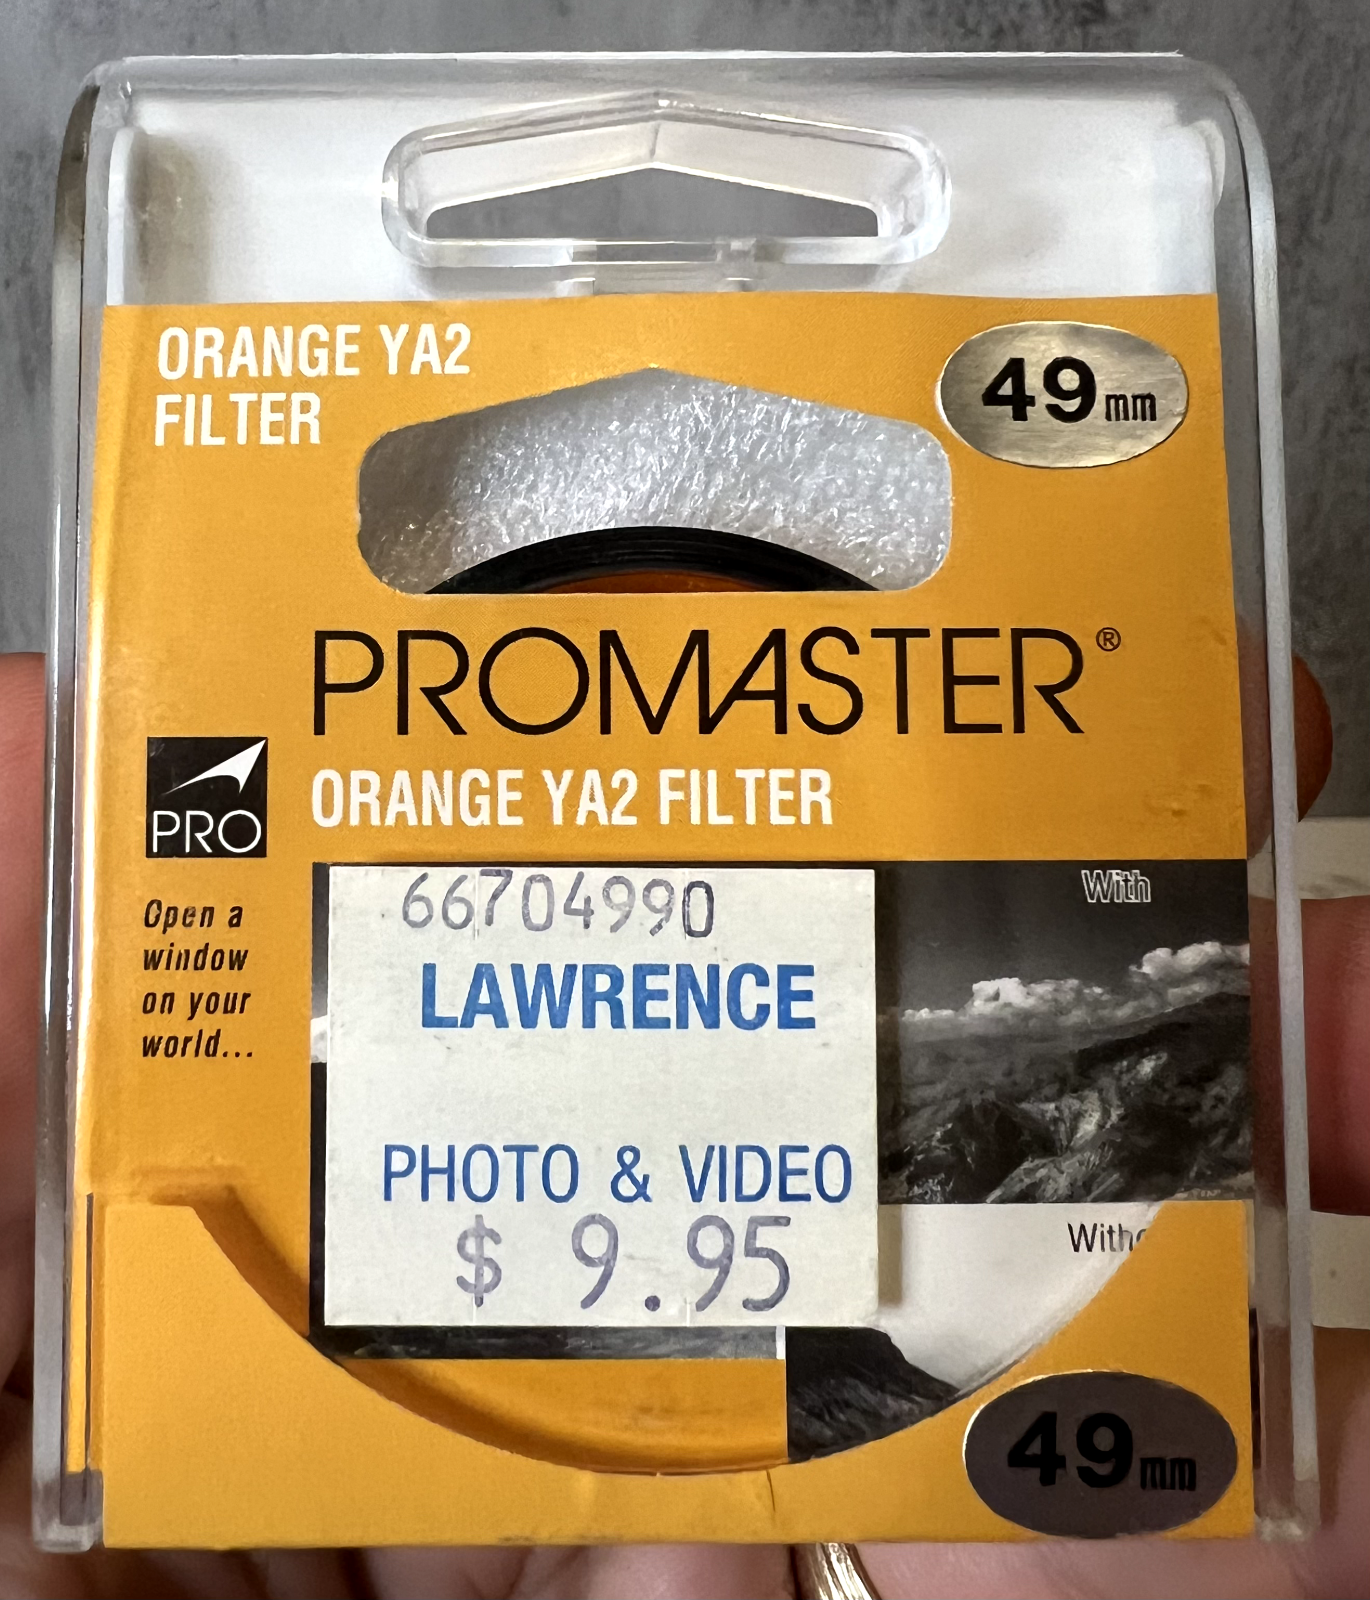 ORANGE YA2
FILTER
49mm
PROMASTER®
ORANGE YA2 FILTER
PRO
Open a
window
on your
world...
66704990
LAWRENCE
PHOTO & VIDEO
$ 9.95
With
49mm